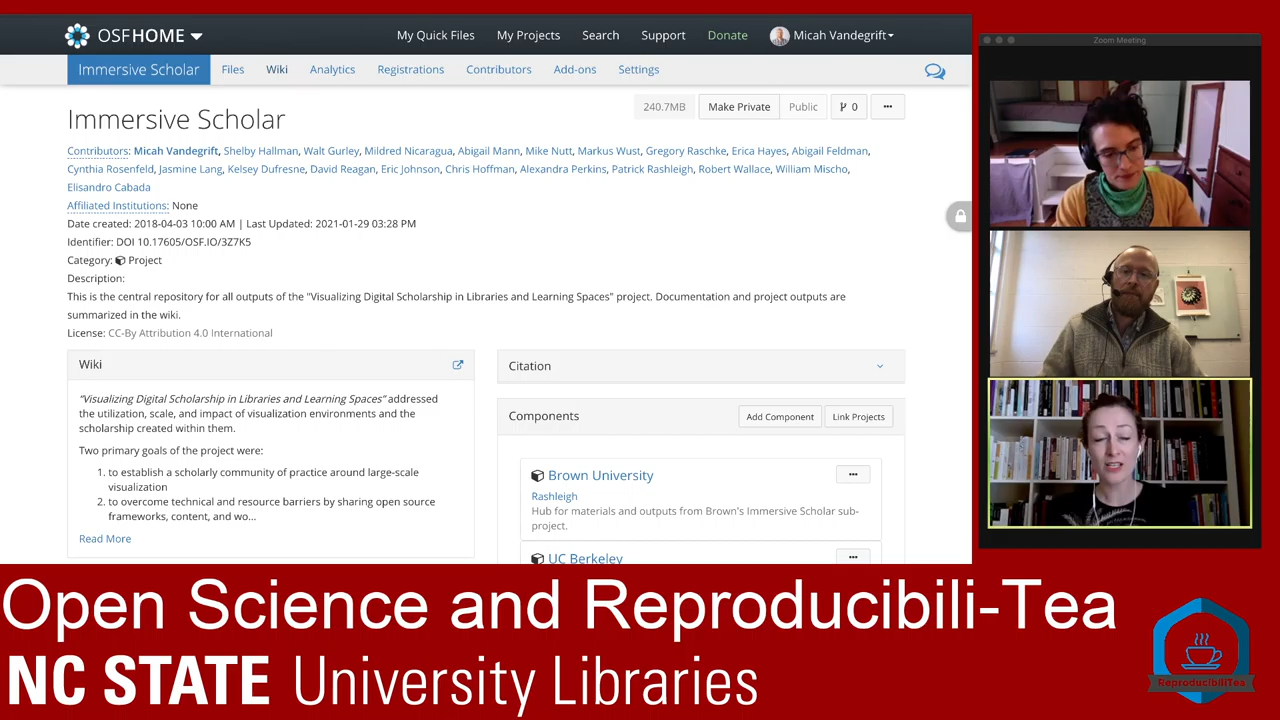 OSFHOME
My Quick Files My Projects Search Support Donate Micah Vandegrift
Immersive Scholar Files Wiki Analytics Registrations Contributors Add-ons Settings
240.7MB Make Private Public 0
Immersive Scholar
Contributors: Micah Vandegrift, Shelby Hallman, Walt Gurley, Mildred Nicaragua, Abigail Mann, Mike Nutt, Markus Wust, Gregory Raschke, Erica Hayes, Abigail Feldman,
Cynthia Rosenfeld, Jasmine Lang, Kelsey Dufresne, David Reagan, Eric Johnson, Chris Hoffman, Alexandra Perkins, Patrick Rashleigh, Robert Wallace, William Mischo,
Elisandro Cabada
Affiliated Institutions: None
Date created: 2018-04-03 10:00 AM | Last Updated: 2021-01-29 03:28 PM
Identifier: DOI 10.17605/OSF.IO/3Z7K5
Category: Project
Description:
This is the central repository for all outputs of the "Visualizing Digital Scholarship in Libraries and Learning Spaces" project. Documentation and project outputs are
summarized in the wiki.
License: CC-By Attribution 4.0 International
Wiki
“Visualizing Digital Scholarship in Libraries and Learning Spaces” addressed
the utilization, scale, and impact of visualization environments and the
scholarship created within them.
Two primary goals of the project were:
1. to establish a scholarly community of practice around large-scale
visualization
2. to overcome technical and resource barriers by sharing open source
frameworks, content, and wo...
Read More
Citation
Components Add Component Link Projects
Brown University
Rashleigh
Hub for materials and outputs from Brown's Immersive Scholar sub-
project.
UC Berkeley
Zoom Meeting
Open Science and Reproducibili-Tea
NC STATE University Libraries
ReproducibiliTea